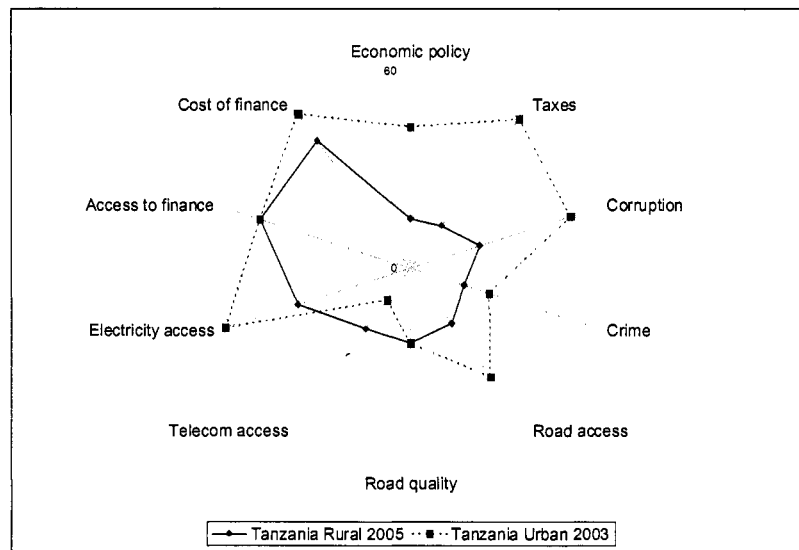 Economic policy
60
Cost of finance
Taxes
Access to finance
Corruption
0
Electricity access
Crime
Telecom access
Road access
Road quality
Tanzania Rural 2005 Tanzania Urban 2003